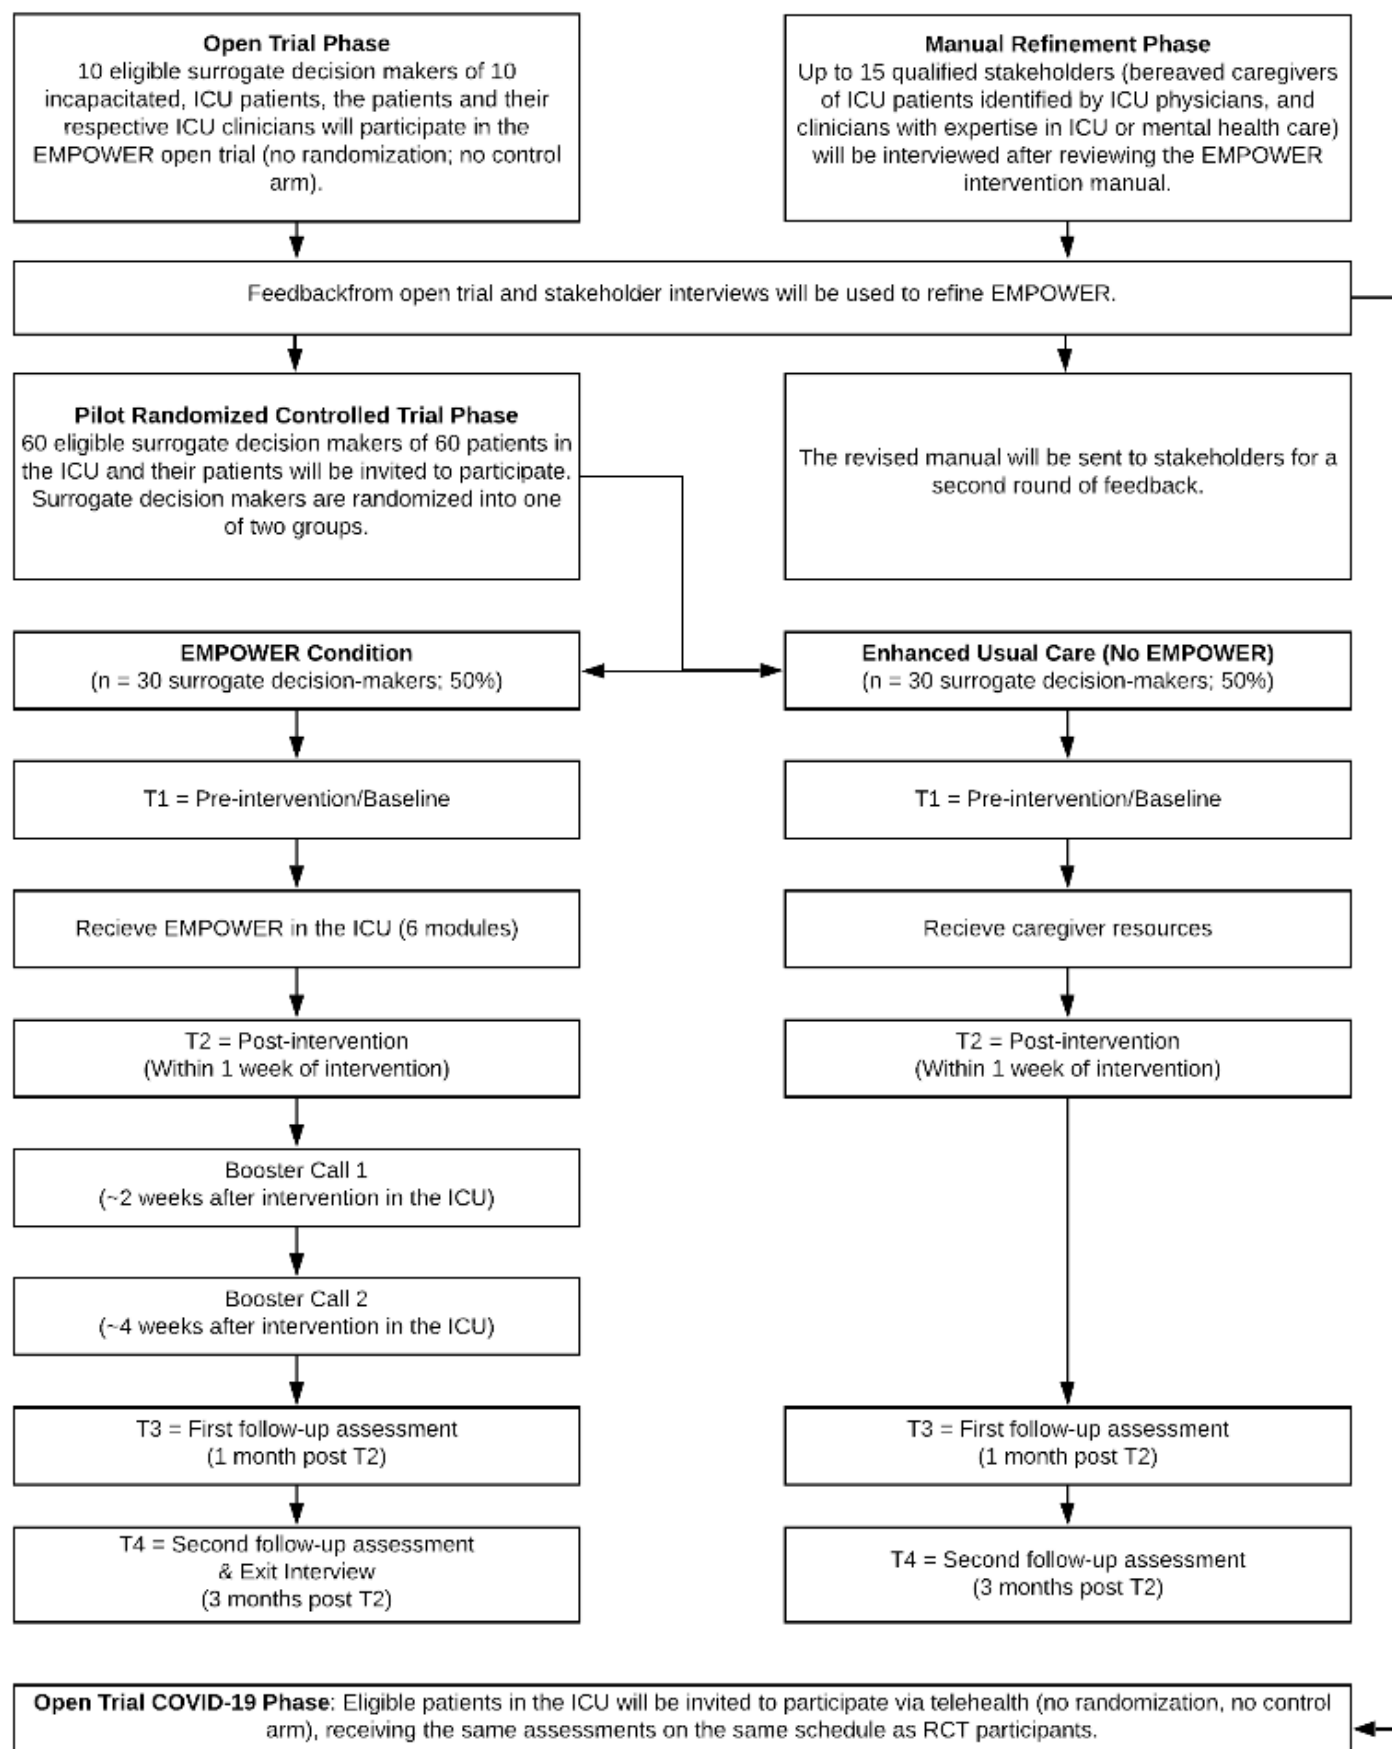 Open Trial Phase
10 eligible surrogate decision makers of 10
incapacitated, ICU patients, the patients and their
respective ICU clinicians will participate in the
EMPOWER open trial (no randomization; no control
arm).
Manual Refinement Phase
Up to 15 qualified stakeholders (bereaved caregivers
of ICU patients identified by ICU physicians, and
clinicians with expertise in ICU or mental health care)
will be interviewed after reviewing the EMPOWER
intervention manual.
Feedbackfrom open trial and stakeholder interviews will be used to refine EMPOWER.
Pilot Randomized Controlled Trial Phase
60 eligible surrogate decision makers of 60 patients in
the ICU and their patients will be invited to participate.
Surrogate decision makers are randomized into one
of two groups.
The revised manual will be sent to stakeholders for a
second round of feedback.
EMPOWER Condition
(n = 30 surrogate decision-makers; 50%)
Enhanced Usual Care (No EMPOWER)
(n = 30 surrogate decision-makers; 50%)
T1 = Pre-intervention/Baseline
T1 = Pre-intervention/Baseline
Recieve EMPOWER in the ICU (6 modules)
Recieve caregiver resources
T2 = Post-intervention
(Within 1 week of intervention)
T2 = Post-intervention
(Within 1 week of intervention)
Booster Call 1
(~2 weeks after intervention in the ICU)
Booster Call 2
(~4 weeks after intervention in the ICU)
T3 = First follow-up assessment
(1 month post T2)
T3 = First follow-up assessment
(1 month post T2)
T4 = Second follow-up assessment
& Exit Interview
(3 months post T2)
T4 = Second follow-up assessment
(3 months post T2)
Open Trial COVID-19 Phase: Eligible patients in the ICU will be invited to participate via telehealth (no randomization, no control
arm), receiving the same assessments on the same schedule as RCT participants.